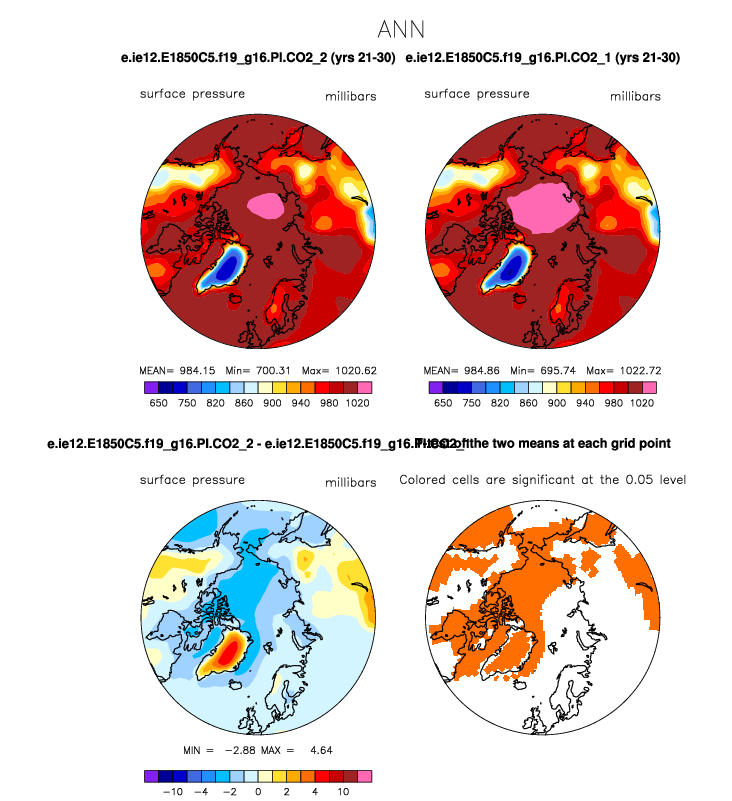 ANN
e.ie12.E1850C5.f19_g16.PI.CO2_2 (yrs 21-30) e.ie12.E1850C5.f19_g16.PI.CO2_1 (yrs 21-30)
surface pressure millibars surface pressure millibars
MEAN= 984.15 Min= 700.31 Max= 1020.62 MEAN= 984.86 Min= 695.74 Max= 1022.72
650 750 820 860 900 940 980 1020 650 750 820 860 900 940 980 1020
e.ie12.E1850C5.f19_g16.PI.CO2_2 - e.ie12.E1850C5.f19_g16.PI.CO2_ of the two means at each grid point
surface pressure millibars Colored cells are significant at the 0.05 level
MIN = -2.88 MAX = 4.64
-10 -4 -2 0 2 4 10